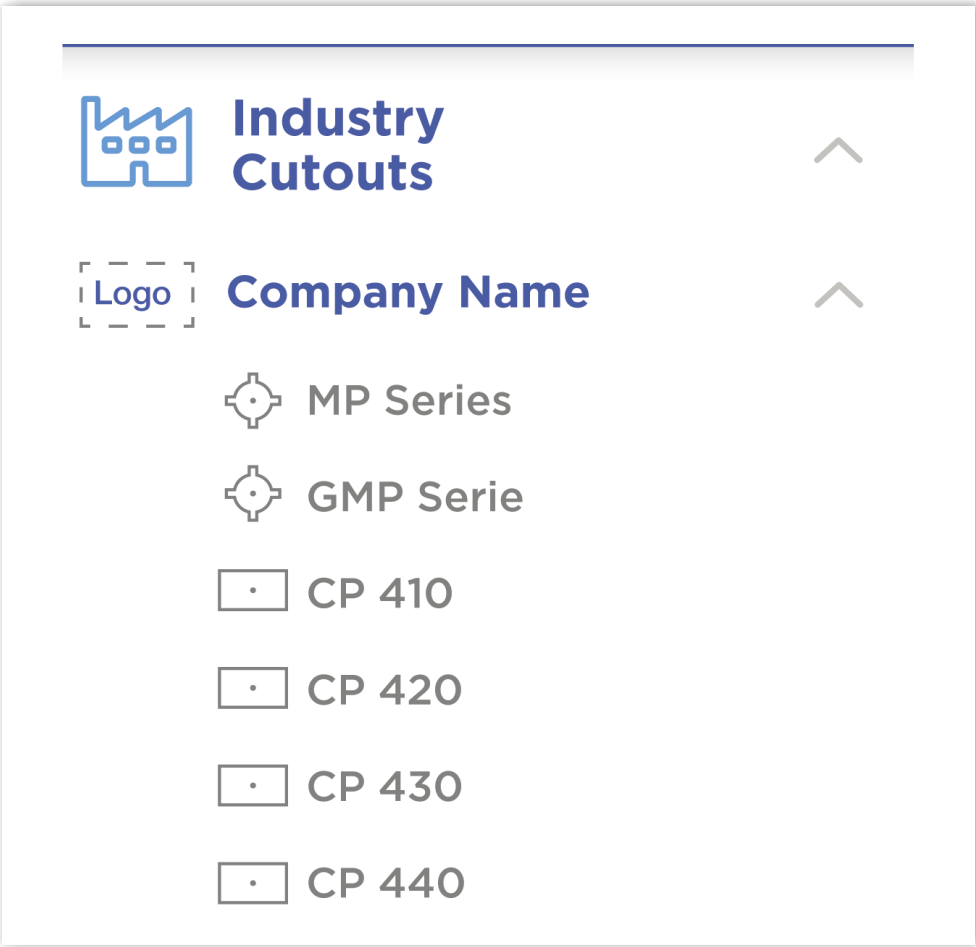 Industry
Cutouts
Logo Company Name
MP Series
GMP Serie
CP 410
CP 420
CP 430
CP 440